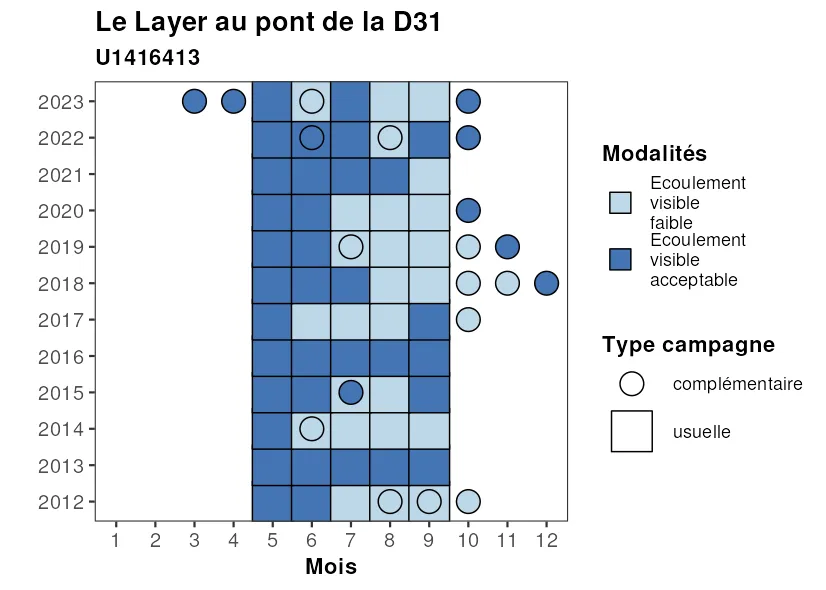 Le Layer au pont de la D31
U1416413
2023
2022
2021
2020
2019
2018
2017
2016
2015
2014
2013
2012
1 2 3 4 5 6 7 8 9 10 11 12
Mois
Modalités
Ecoulement
visible
faible
Ecoulement
visible
acceptable
Type campagne
complémentaire
usuelle